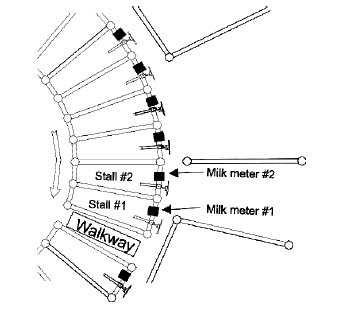 Stall #2
Milk meter #2
Stall #1
Milk meter #1
Walkway